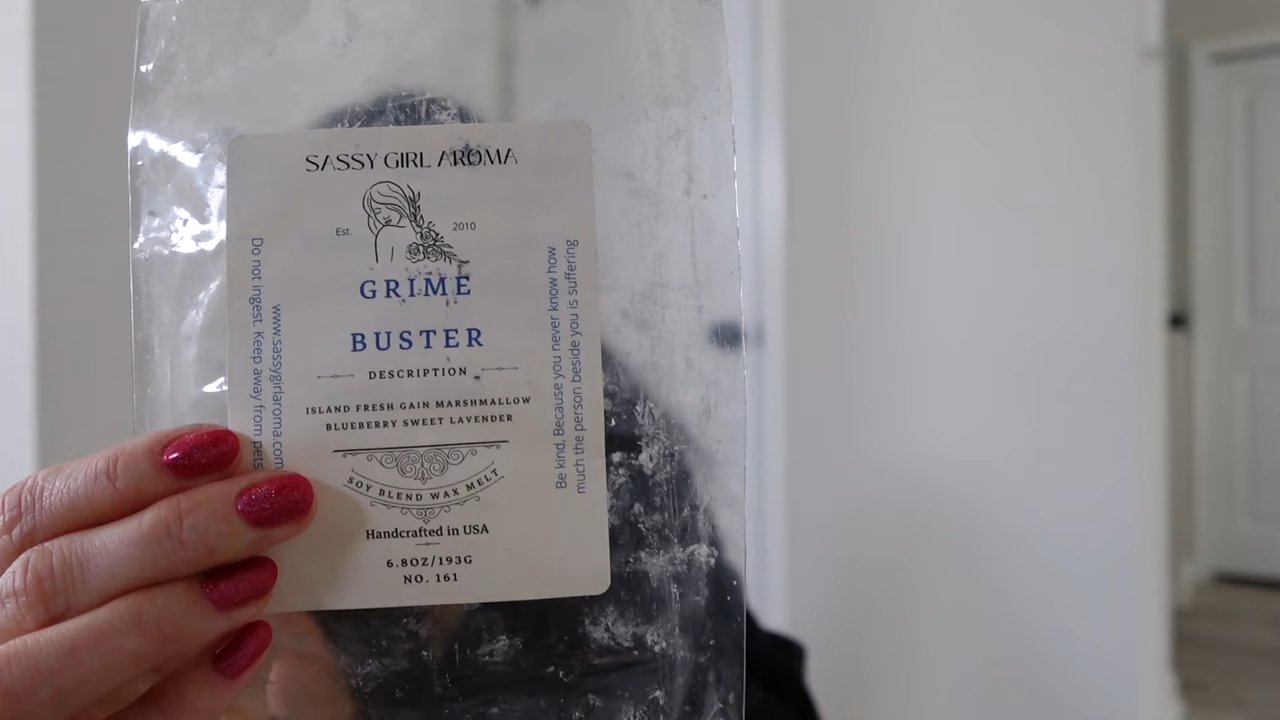 SASSY GIRL AROMA
Est. 2010
GRIME
BUSTER
DESCRIPTION
ISLAND FRESH GAIN MARSHMALLOW
BLUEBERRY SWEET LAVENDER
SOY BLEND WAX MELT
Handcrafted in USA
6.8OZ/193G
NO. 161
Do not ingest. Keep away from pets
www.sassygirlaroma.com
Be kind. Because you never know how
much the person beside you is suffering